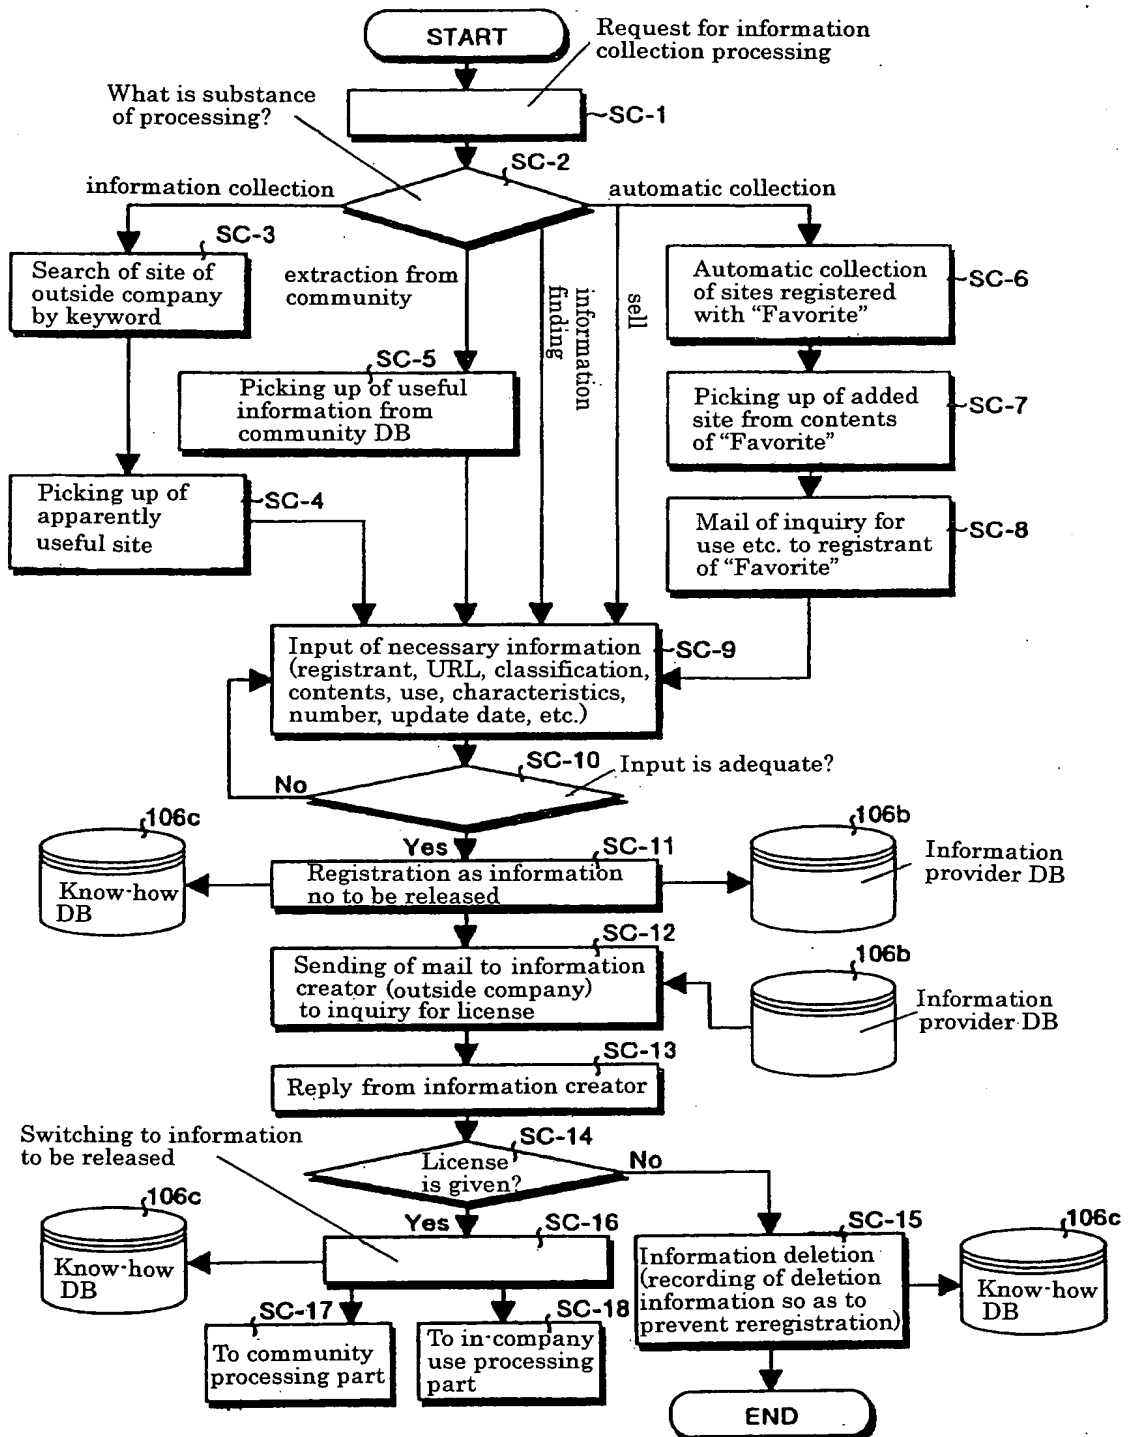 START
Request for information
collection processing
What is substance
of processing?
SC-1
SC-2
information collection
automatic collection
SC-3
Search of site of
outside company
by keyword
extraction from
community
information
finding
sell
Automatic collection
of sites registered
with “Favorite”
SC-6
SC-5
Picking up of useful
information from
community DB
Picking up of added
site from contents
of “Favorite”
SC-7
Picking up of
apparently
useful site
SC-4
Mail of inquiry for
use etc. to registrant
of “Favorite”
SC-8
Input of necessary information
(registrant, URL, classification,
contents, use, characteristics,
number, update date, etc.)
SC-9
SC-10
Input is adequate?
No
Yes
106c
Know-how
DB
SC-11
Registration as information
no to be released
106b
Information
provider DB
SC-12
Sending of mail to information
creator (outside company)
to inquiry for license
106b
Information
provider DB
SC-13
Reply from information creator
Switching to information
to be released
SC-14
License
is given?
No
Yes
106c
Know-how
DB
SC-16
SC-15
Information deletion
(recording of deletion
information so as to
prevent reregistration)
106c
Know-how
DB
SC-17
To community
processing part
SC-18
To in-company
use processing
part
END